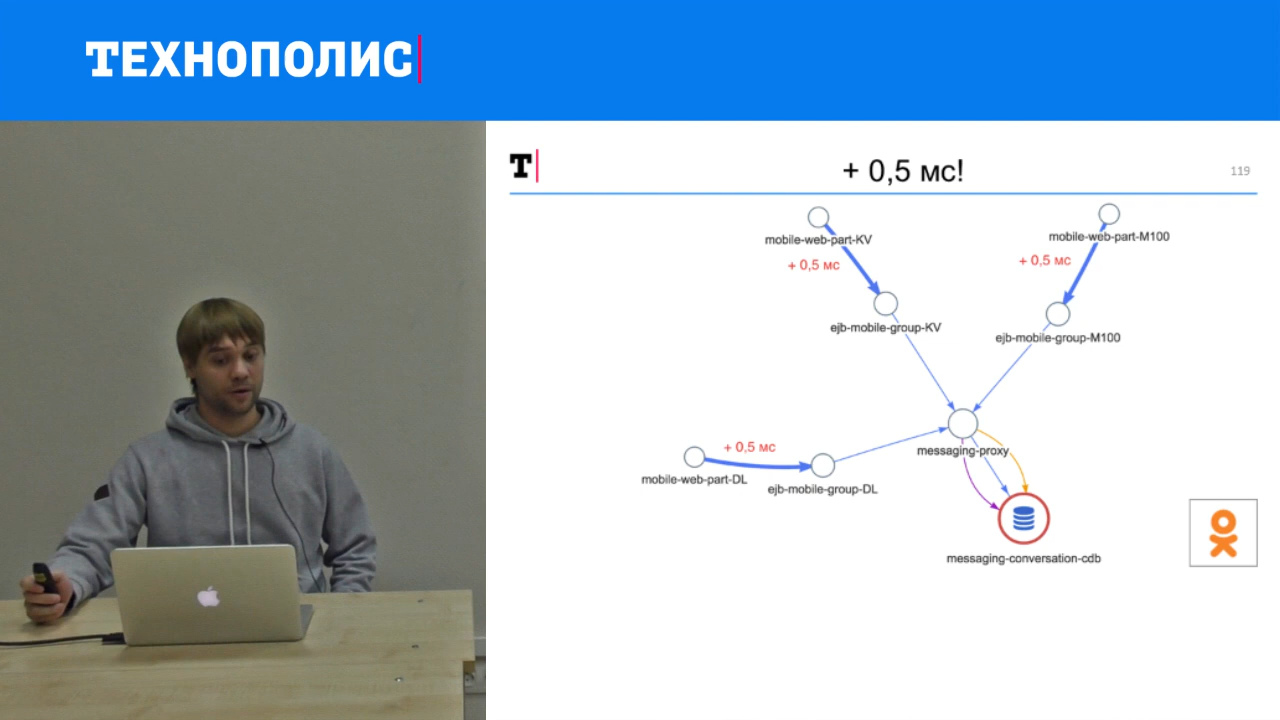 ТЕХНОПОЛИС
Т
+ 0,5 мс!
119
mobile-web-part-KV
mobile-web-part-M100
+ 0,5 мс
+ 0,5 мс
ejb-mobile-group-KV
ejb-mobile-group-M100
+ 0,5 мс
messaging-proxy
mobile-web-part-DL
ejb-mobile-group-DL
messaging-conversation-cdb